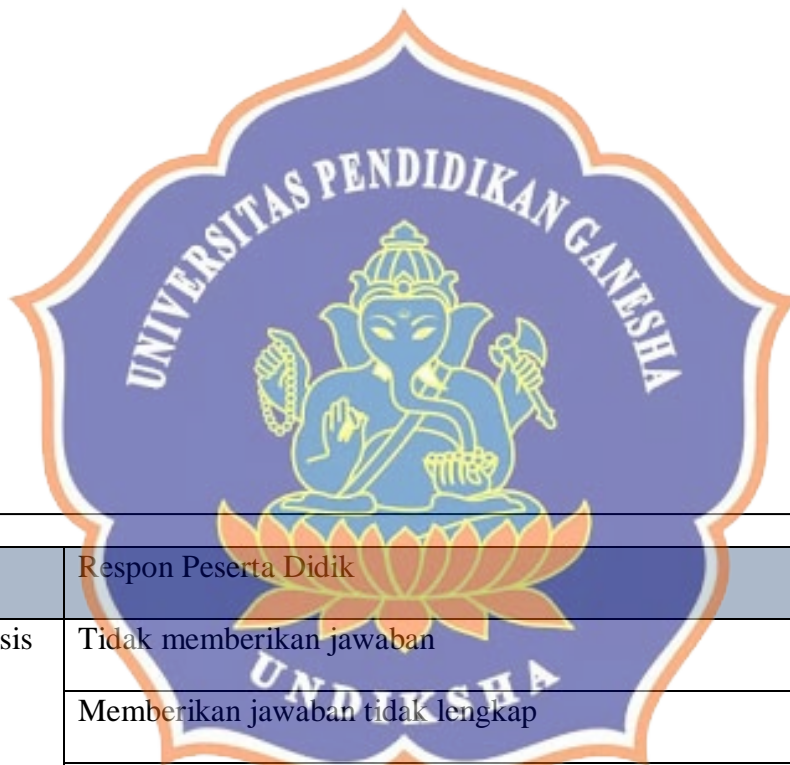 UNIVERSITAS PENDIDIKAN GANESHA
Respon Peserta Didik
sis Tidak memberikan jawaban
UNDIKSHA
Memberikan jawaban tidak lengkap